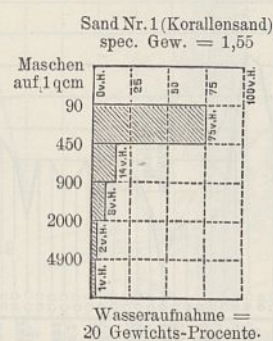 Sand Nr. 1 (Korallensand)
spec. Gew. = 1,55
Maschen
auf 1 qcm
0v.H.
25
50
75
100v.H.
90
75v.H.
450
14v.H.
900
8v.H.
2000
2v.H.
4900
1v.H.
Wasseraufnahme =
20 Gewichts-Procente.